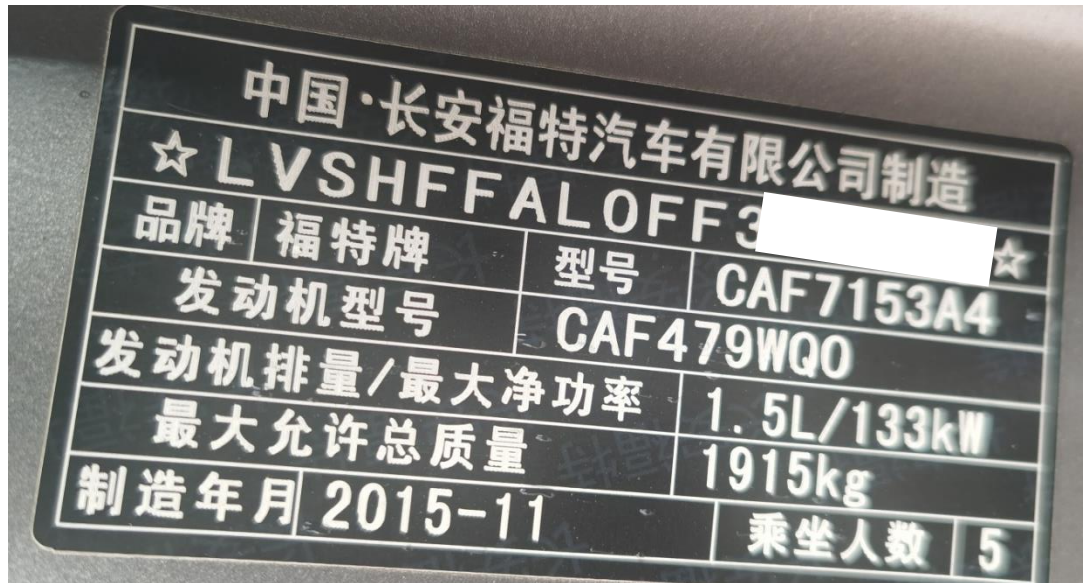 中国·长安福特汽车有限公司制造
☆LVSHFFAL0FF3 ☆
品牌 福特牌 型号 CAF7153A4
发动机型号 CAF479WQ0
发动机排量/最大净功率 1.5L/133kW
最大允许总质量 1915kg
制造年月 2015-11 乘坐人数 5